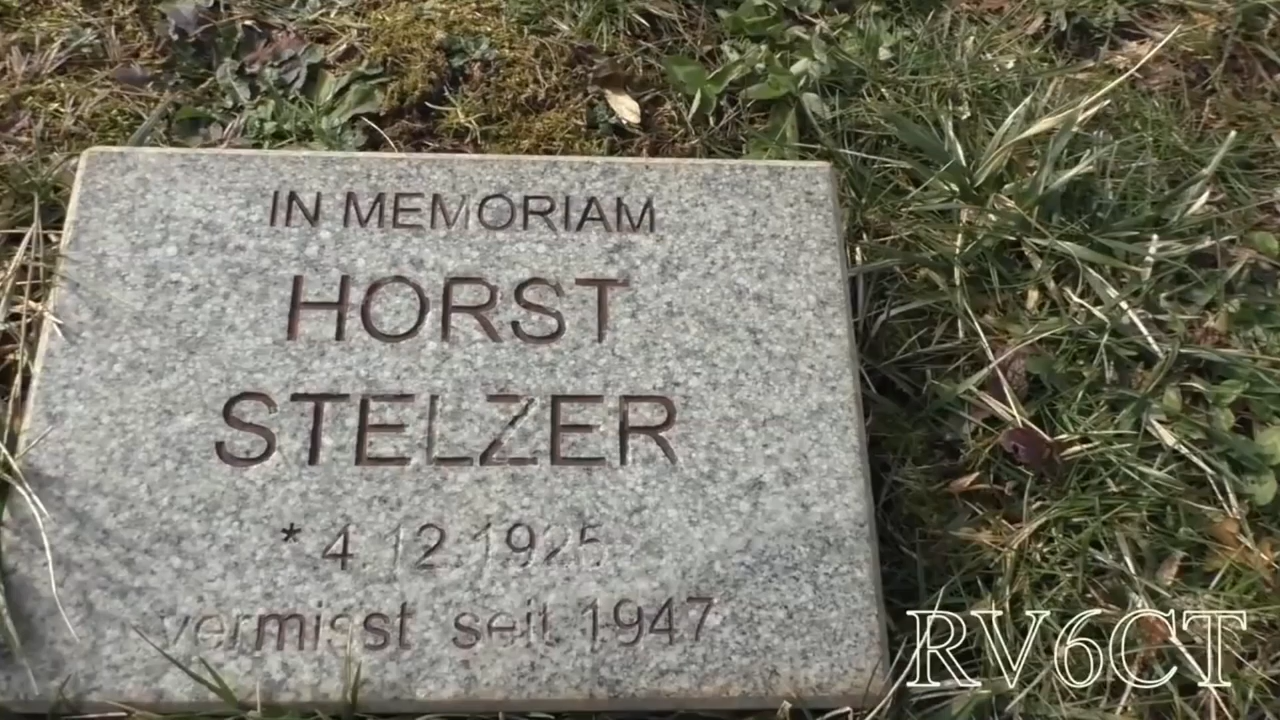 IN MEMORIAM
HORST
STELZER
* 4.12.1925
vermisst seit 1947
RV6CT